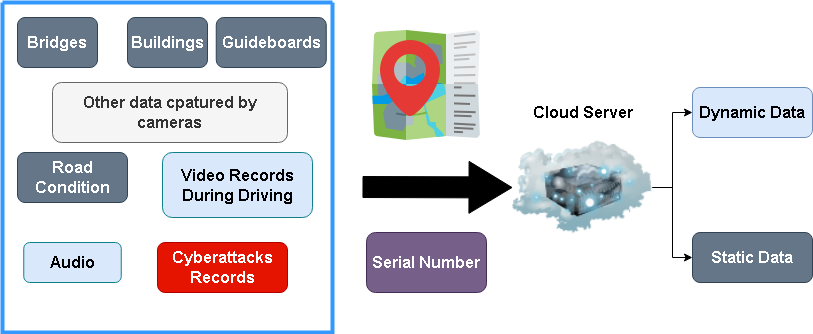 Bridges
Buildings
Guideboards
Other data cpatured by
cameras
Road
Condition
Video Records
During Driving
Audio
Cyberattacks
Records
Serial Number
Cloud Server
Dynamic Data
Static Data